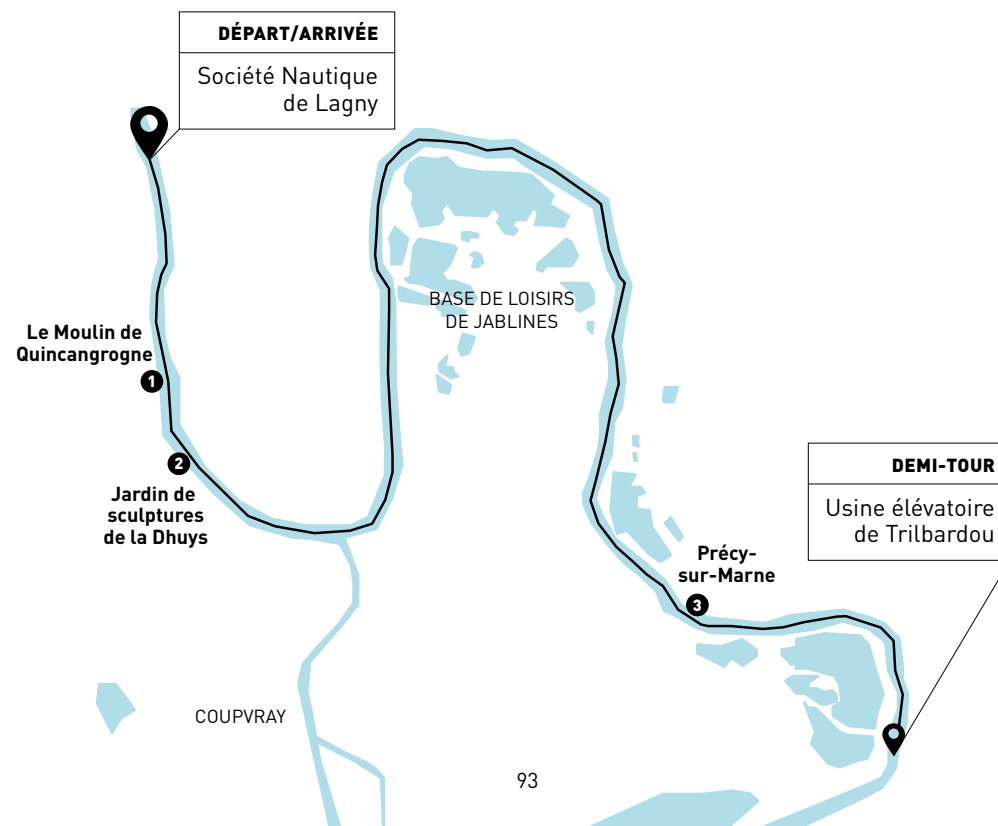 DÉPART/ARRIVÉE
Société Nautique
de Lagny
BASE DE LOISIRS
DE JABLINES
Le Moulin de
Quincangrogne
1
2
Jardin de
sculptures
de la Dhuys
DEMI-TOUR
Usine élévatoire
de Trilbardou
Précy-
sur-Marne
3
COUPVRAY
93